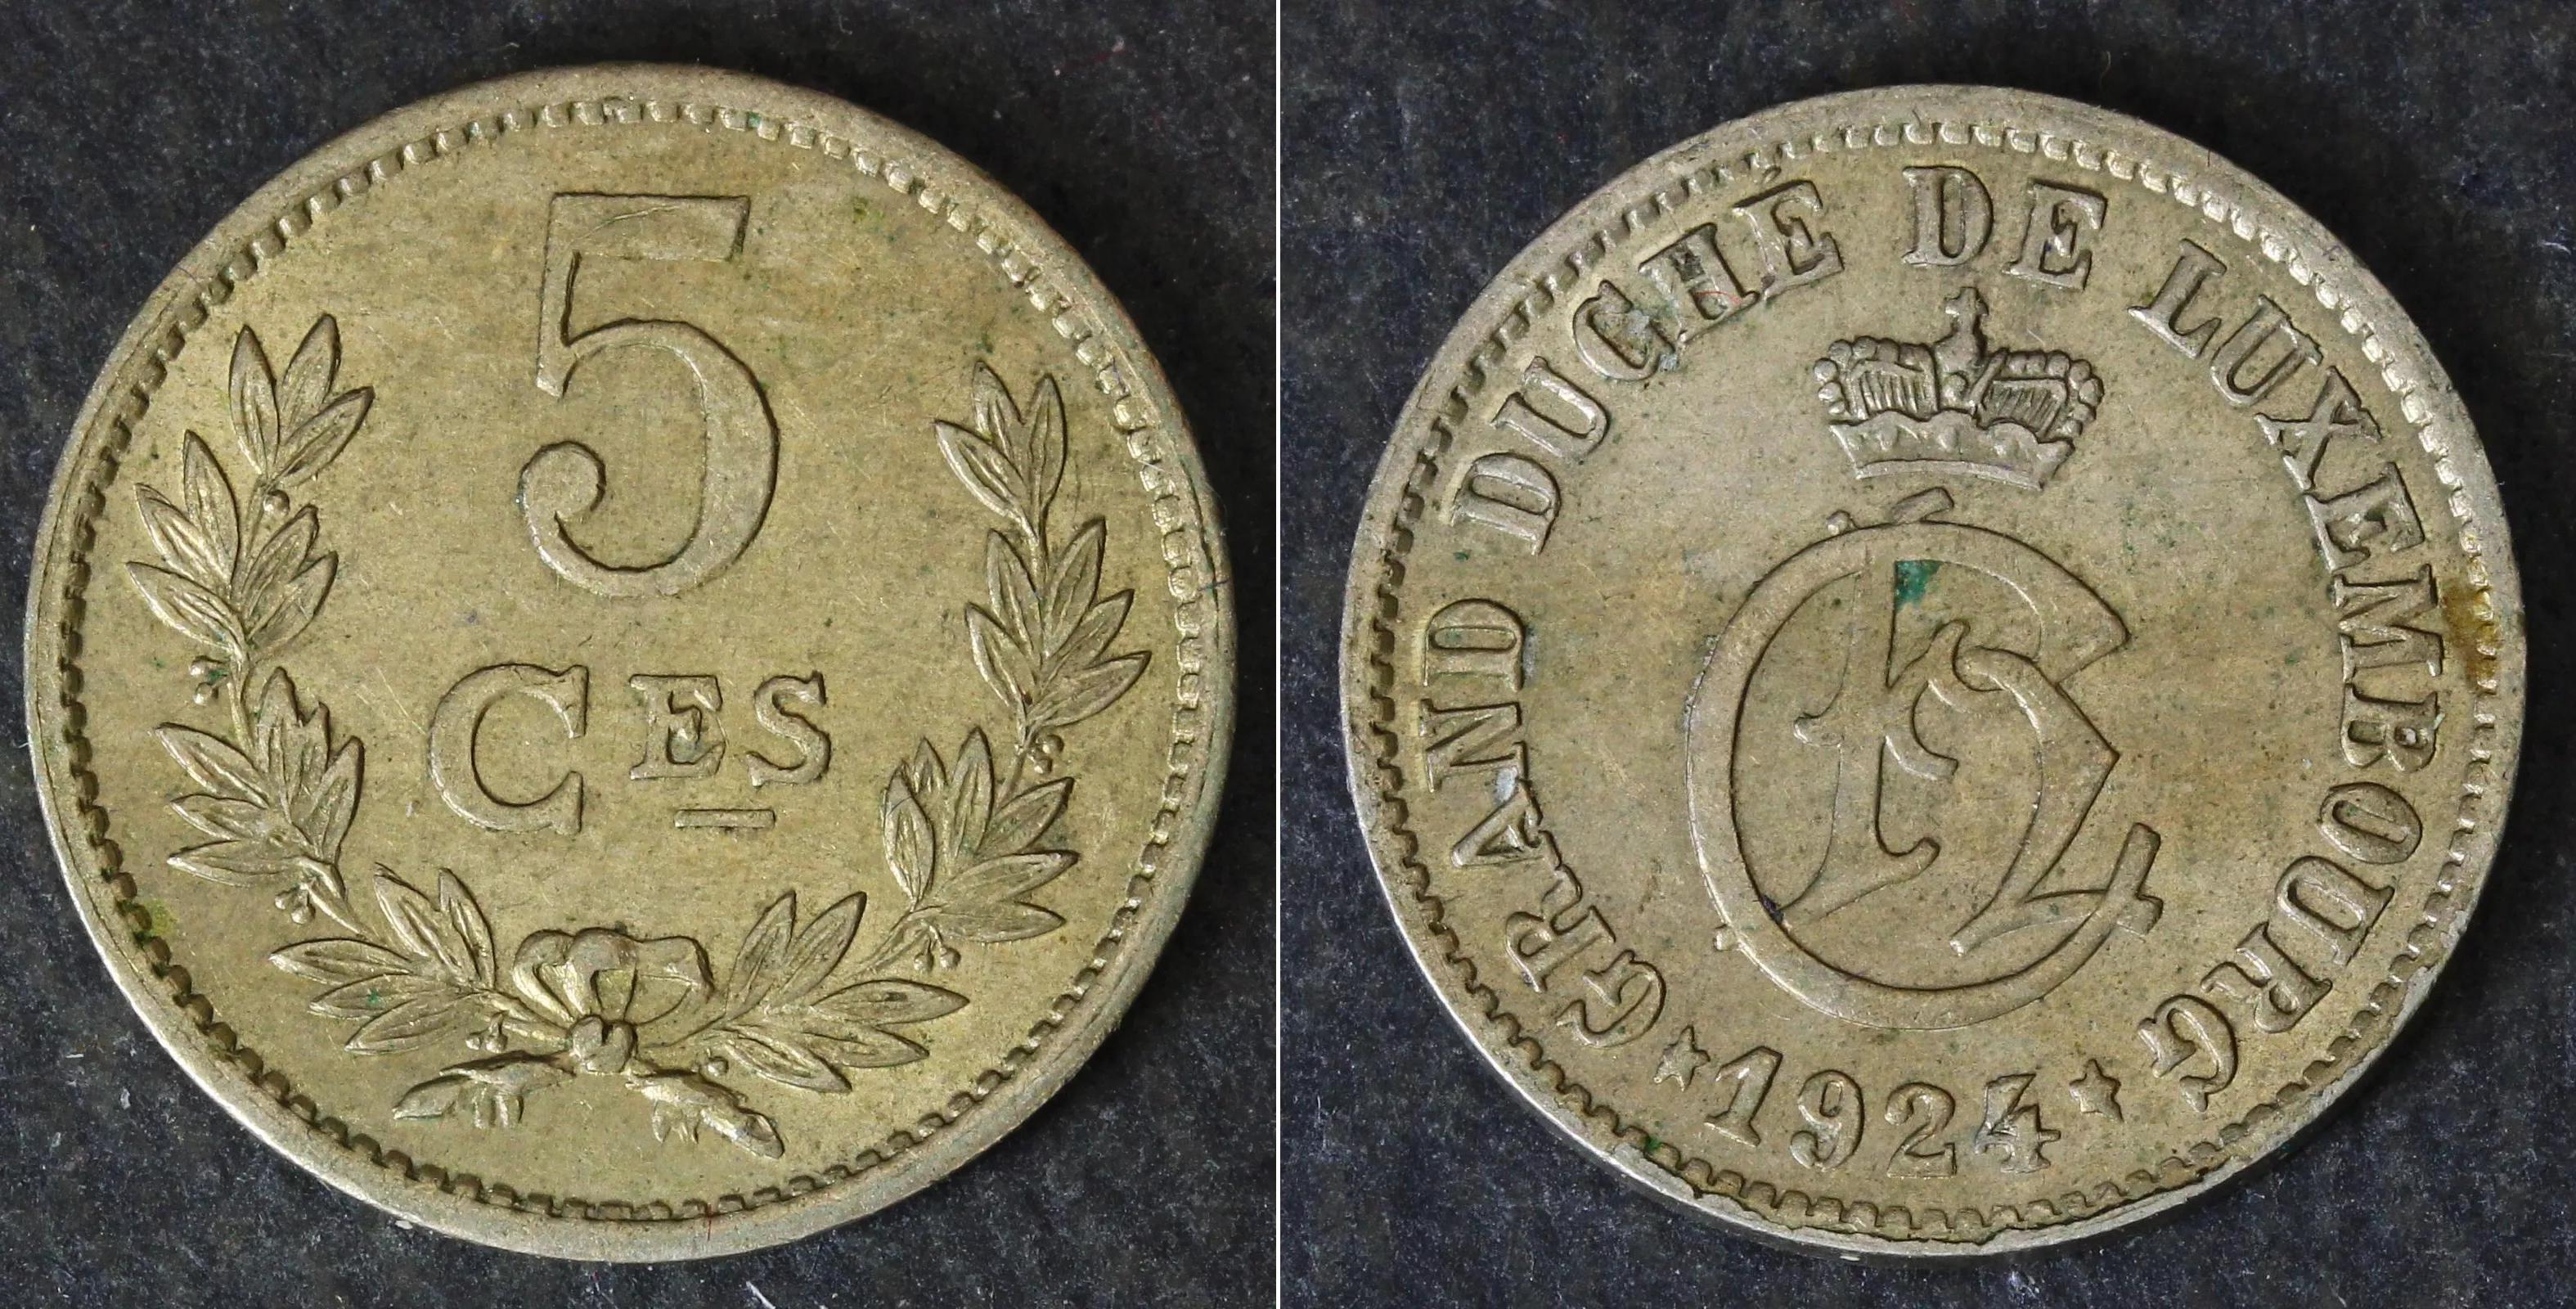 5
CES
GRAND DUCHÉ DE LUXEMBOURG
★1924★